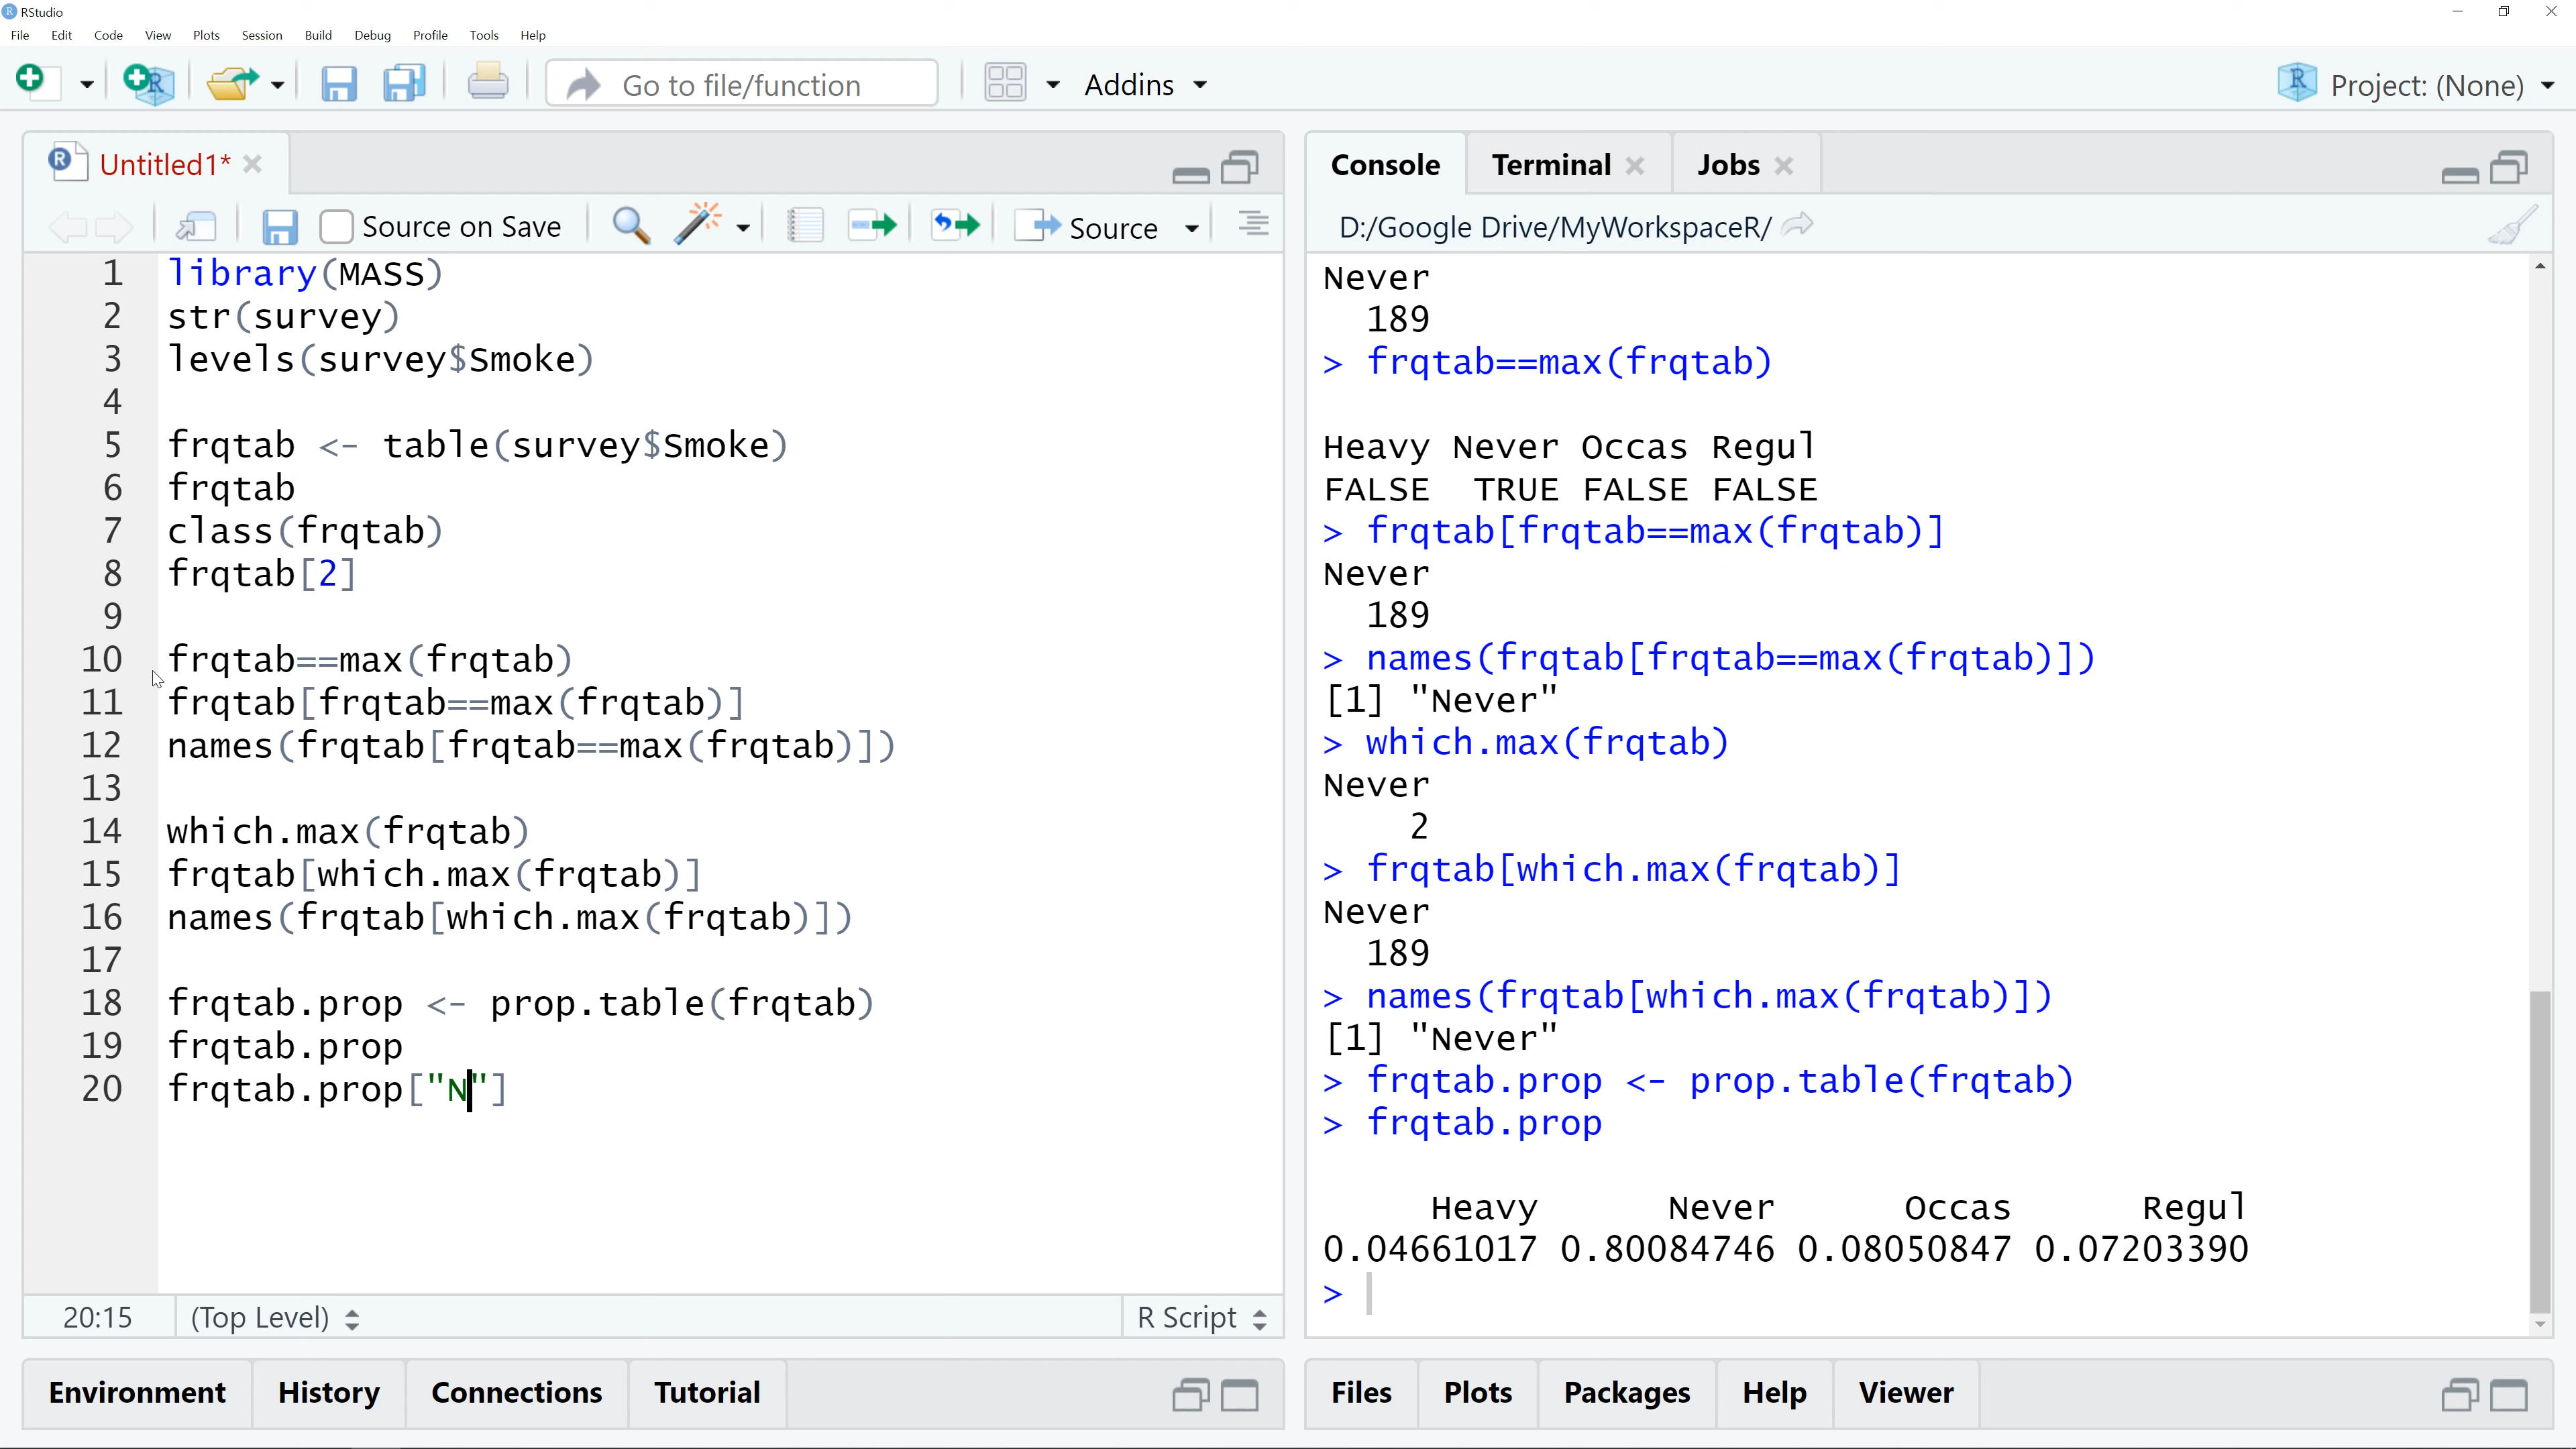 RStudio
File Edit Code View Plots Session Build Debug Profile Tools Help
Go to file/function Addins Project: (None)
Untitled1*
Source on Save Source
1 library(MASS)
2 str(survey)
3 levels(survey$Smoke)
4
5 frqtab <- table(survey$Smoke)
6 frqtab
7 class(frqtab)
8 frqtab[2]
9
10 frqtab==max(frqtab)
11 frqtab[frqtab==max(frqtab)]
12 names(frqtab[frqtab==max(frqtab)])
13
14 which.max(frqtab)
15 frqtab[which.max(frqtab)]
16 names(frqtab[which.max(frqtab)])
17
18 frqtab.prop <- prop.table(frqtab)
19 frqtab.prop
20 frqtab.prop["N"]
20:15 (Top Level) R Script
Environment History Connections Tutorial
Console Terminal Jobs
D:/Google Drive/MyWorkspaceR/
Never
189
> frqtab==max(frqtab)
Heavy Never Occas Regul
FALSE TRUE FALSE FALSE
> frqtab[frqtab==max(frqtab)]
Never
189
> names(frqtab[frqtab==max(frqtab)])
[1] "Never"
> which.max(frqtab)
Never
2
> frqtab[which.max(frqtab)]
Never
189
> names(frqtab[which.max(frqtab)])
[1] "Never"
> frqtab.prop <- prop.table(frqtab)
> frqtab.prop
Heavy Never Occas Regul
0.04661017 0.80084746 0.08050847 0.07203390
>
Files Plots Packages Help Viewer